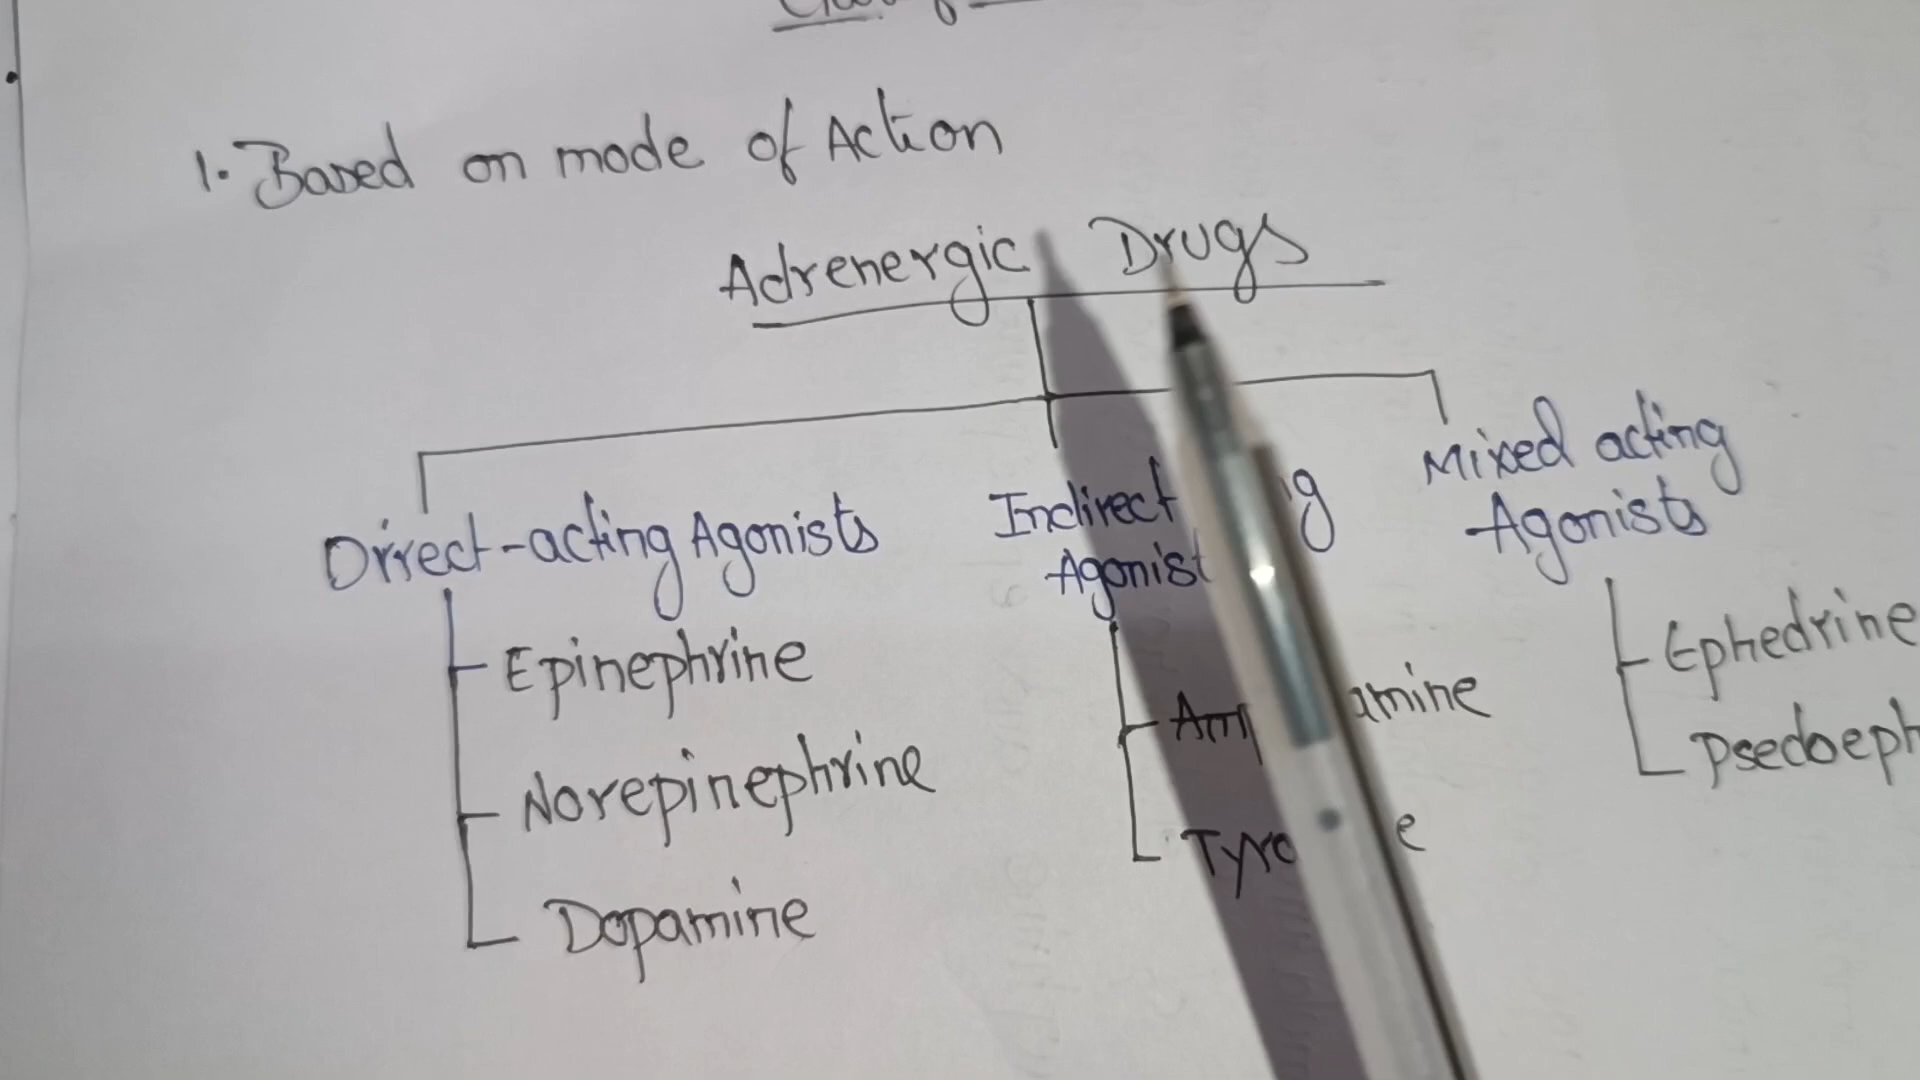 1. Based on mode of Action
Adrenergic Drugs
Direct-acting Agonists
Indirect
Agonist
Mixed acting
Agonists
Epinephrine
Norepinephrine
Dopamine
Ephedrine